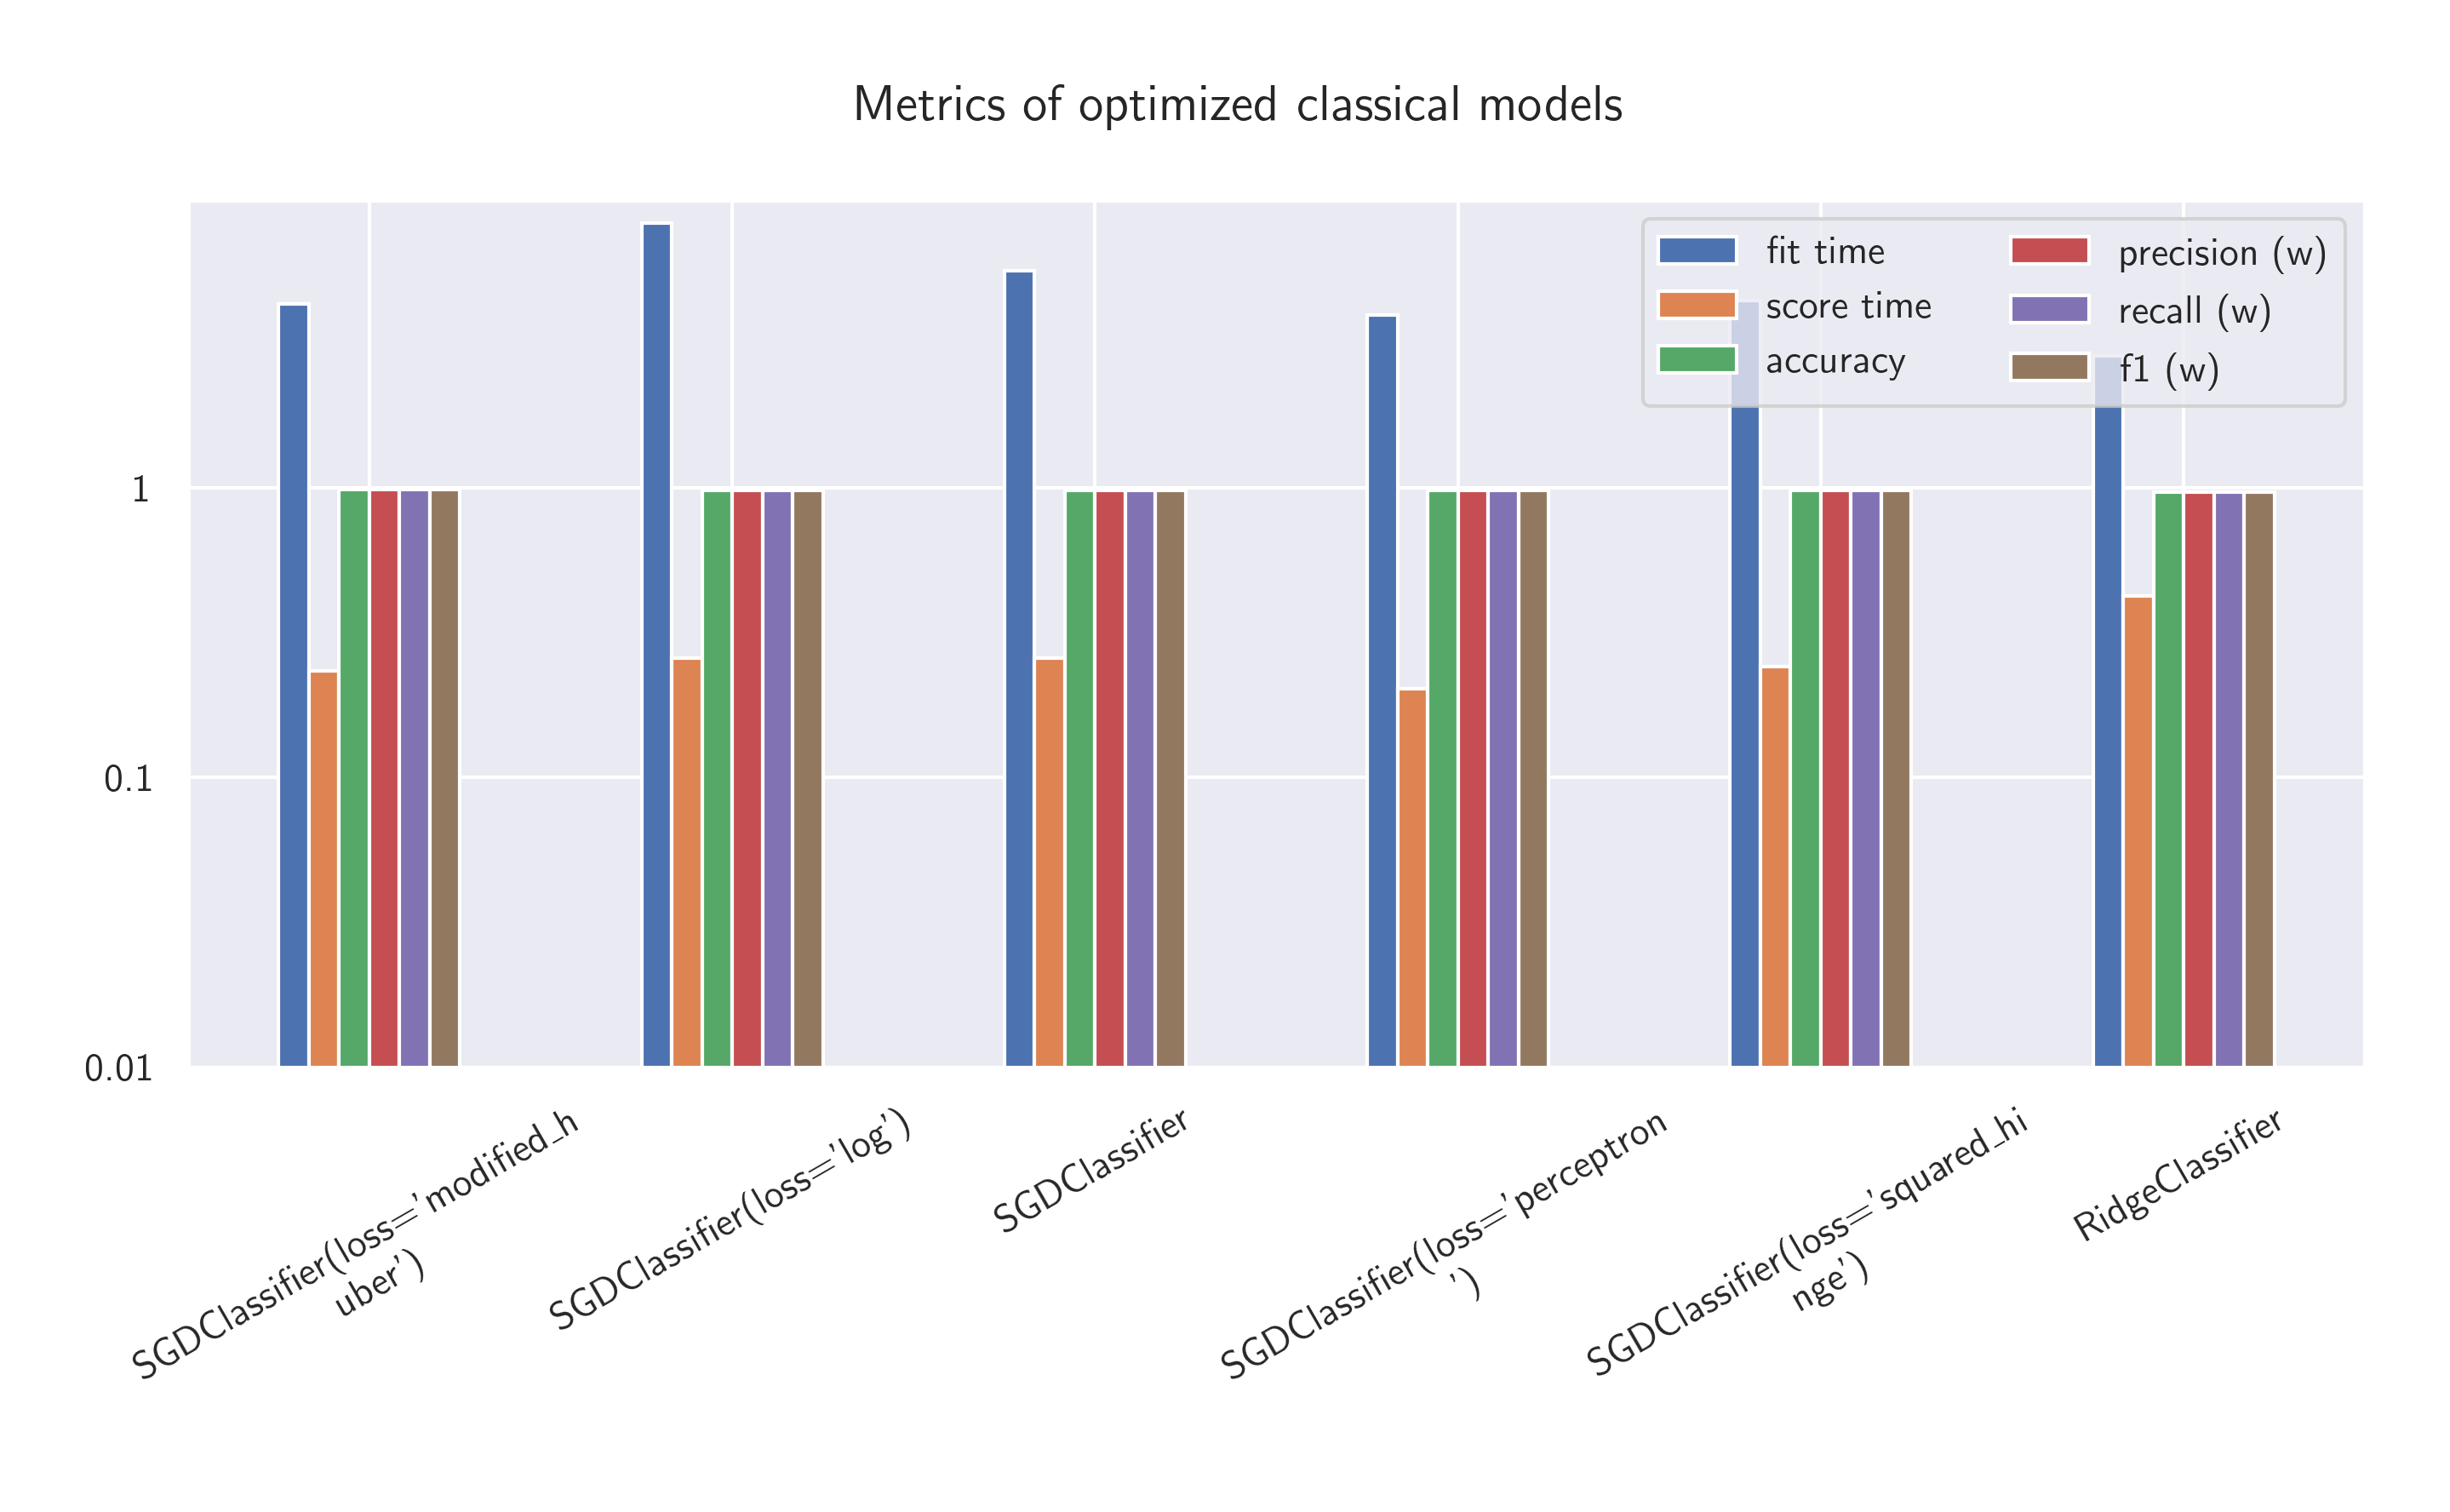 Metrics of optimized classical models
fit time
score time
accuracy
precision (w)
recall (w)
f1 (w)
1
0.1
0.01
SGDClassifier(loss='modified_h
uber')
SGDClassifier(loss='log')
SGDClassifier
SGDClassifier(loss='perceptron
')
SGDClassifier(loss='squared_hi
nge')
RidgeClassifier